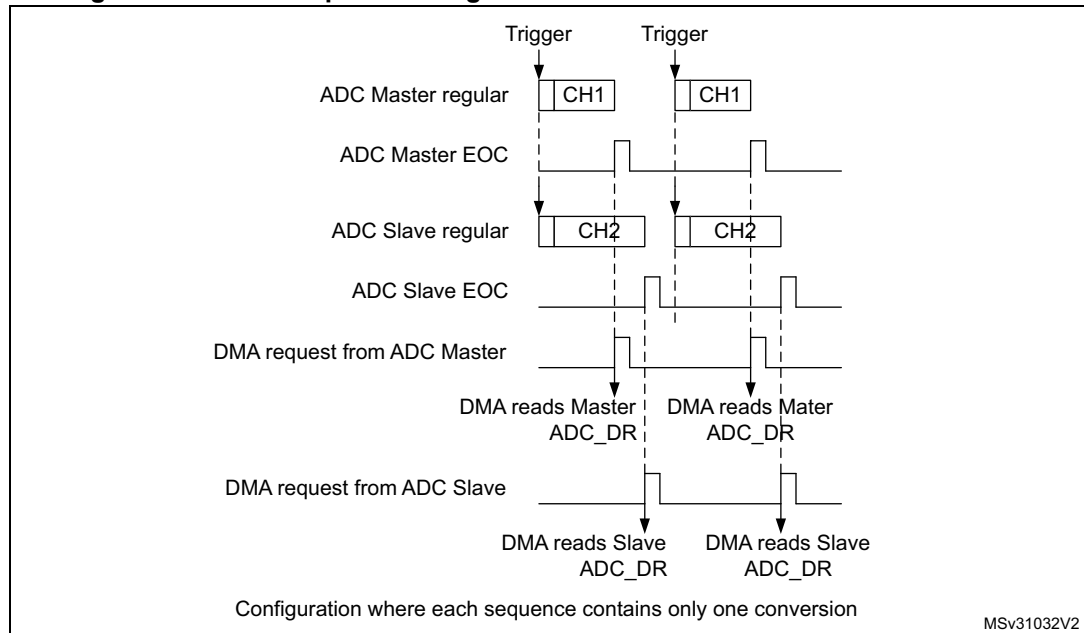 Trigger Trigger
ADC Master regular CH1 CH1
ADC Master EOC
ADC Slave regular CH2 CH2
ADC Slave EOC
DMA request from ADC Master
DMA reads Master DMA reads Mater
ADC_DR ADC_DR
DMA request from ADC Slave
DMA reads Slave DMA reads Slave
ADC_DR ADC_DR
Configuration where each sequence contains only one conversion
MSv31032V2